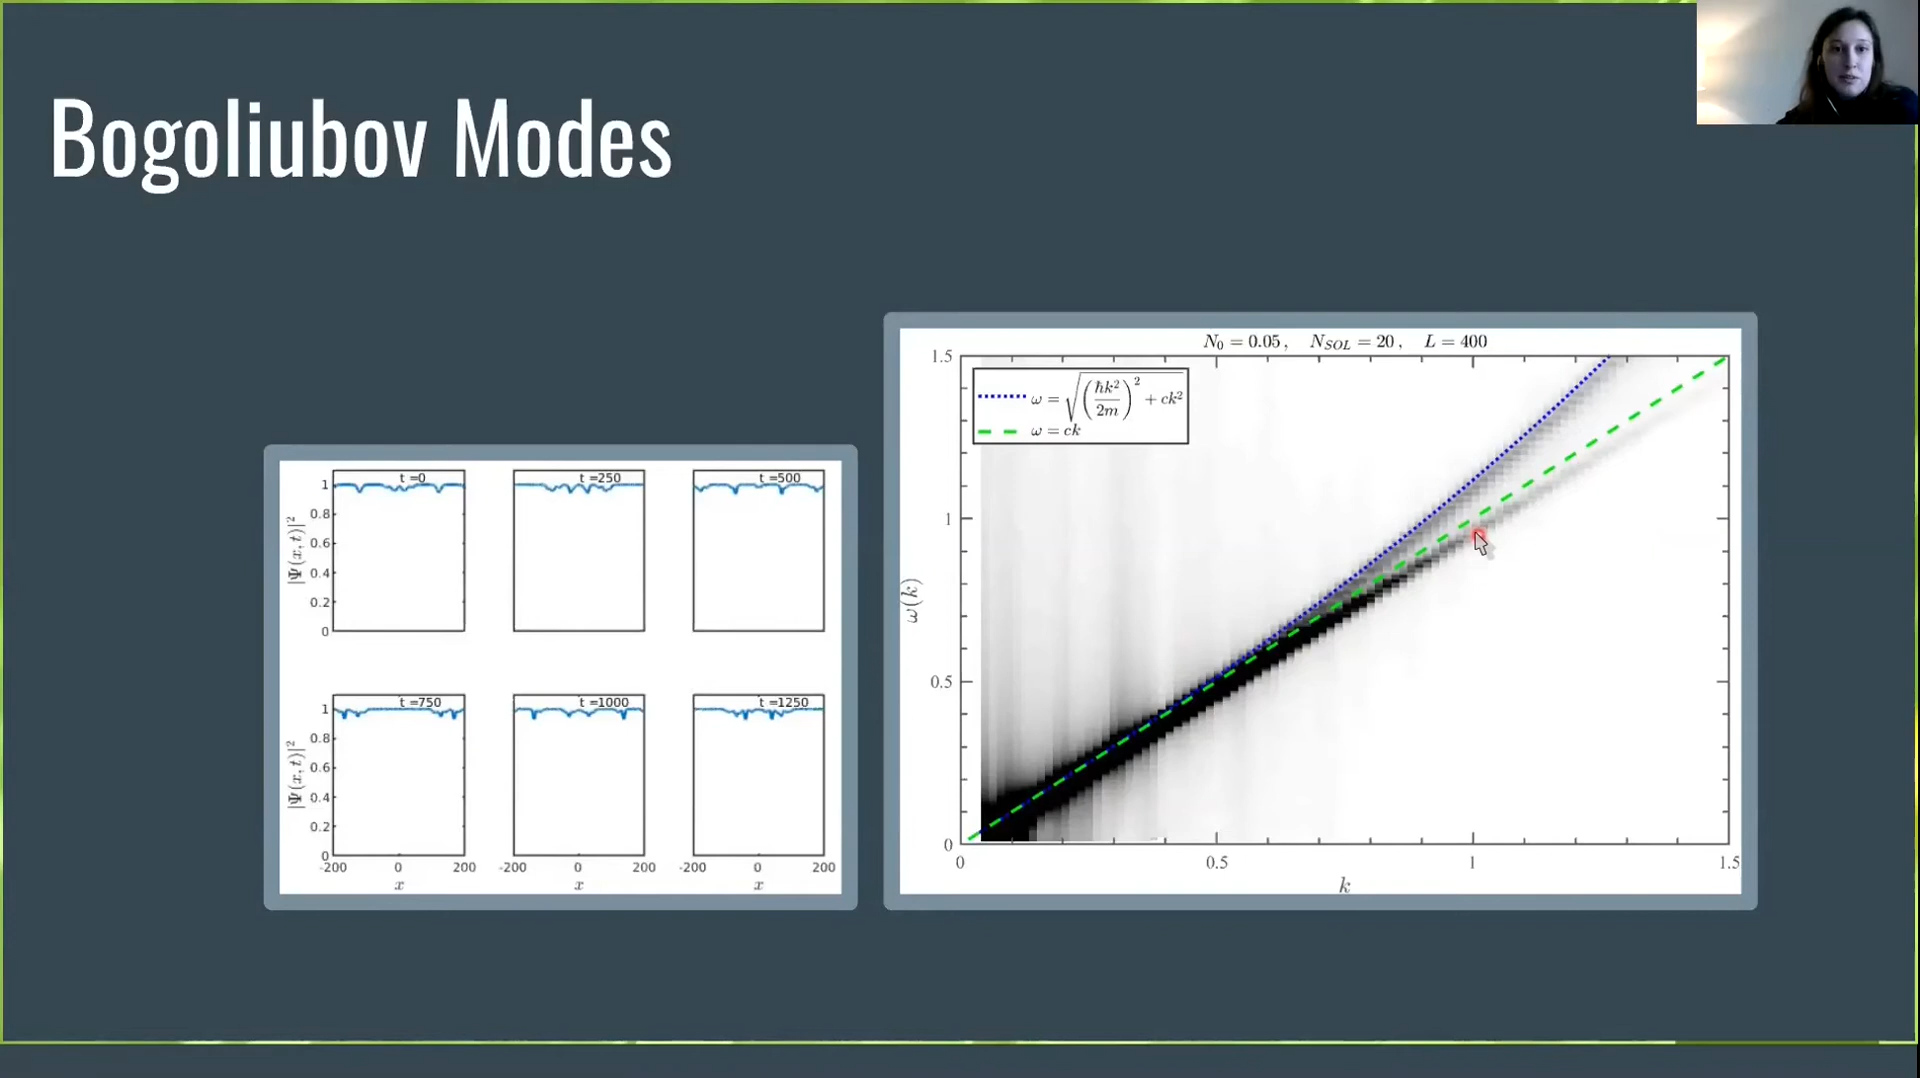 Bogoliubov Modes
t =0
t =250
t =500
1
0.8
0.6
0.4
0.2
0
|Ψ(x, t)|²
t =750
t =1000
t =1250
1
0.8
0.6
0.4
0.2
0
|Ψ(x, t)|²
-200 0 200
-200 0 200
-200 0 200
x x x
N₀ = 0.05 , N_SOL = 20 , L = 400
ω = √((ħk²/2m)² + ck²)
ω = ck
1.5
1
0.5
0
ω(k)
0 0.5 1 1.5
k